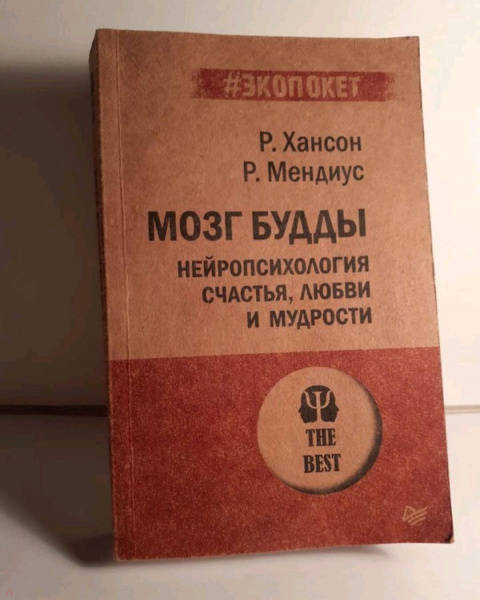 #ЭКОПОКЕТ
Р. Хансон
Р. Мендиус
МОЗГ БУДДЫ
НЕЙРОПСИХОЛОГИЯ
СЧАСТЬЯ, ЛЮБВИ
И МУДРОСТИ
Ψ
THE
BEST